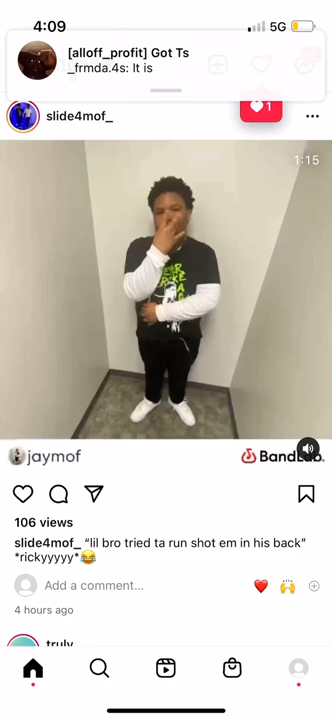 4:09
5G
[alloff_profit] Got Ts
_frmda.4s: It is
slide4mof_
1
1:15
jaymof
BandLab
106 views
slide4mof_ “lil bro tried ta run shot em in his back”
*rickyyyyy*😂
Add a comment...
4 hours ago
truly